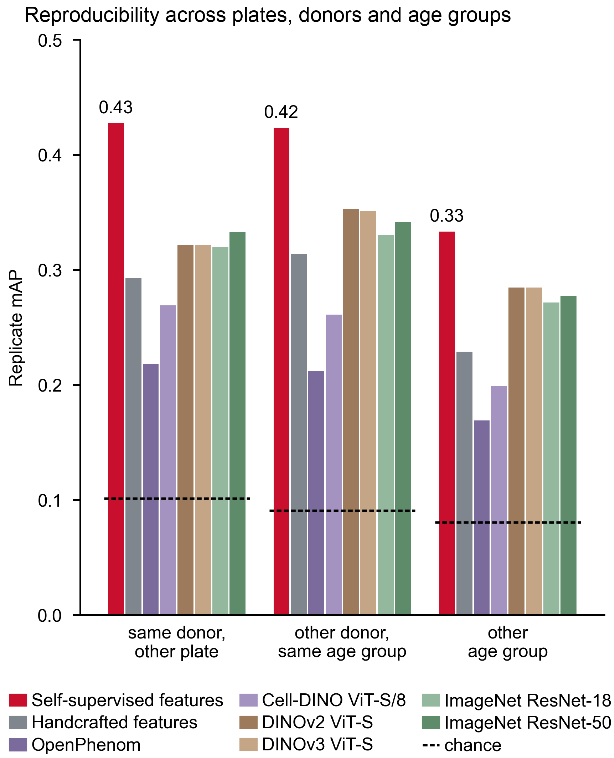 Reproducibility across plates, donors and age groups
0.5
0.4
0.3
0.2
0.1
0.0
Replicate mAP
0.43
0.42
0.33
same donor,
other plate
other donor,
same age group
other
age group
Self-supervised features
Handcrafted features
OpenPhenom
Cell-DINO ViT-S/8
DINOv2 ViT-S
DINOv3 ViT-S
ImageNet ResNet-18
ImageNet ResNet-50
chance